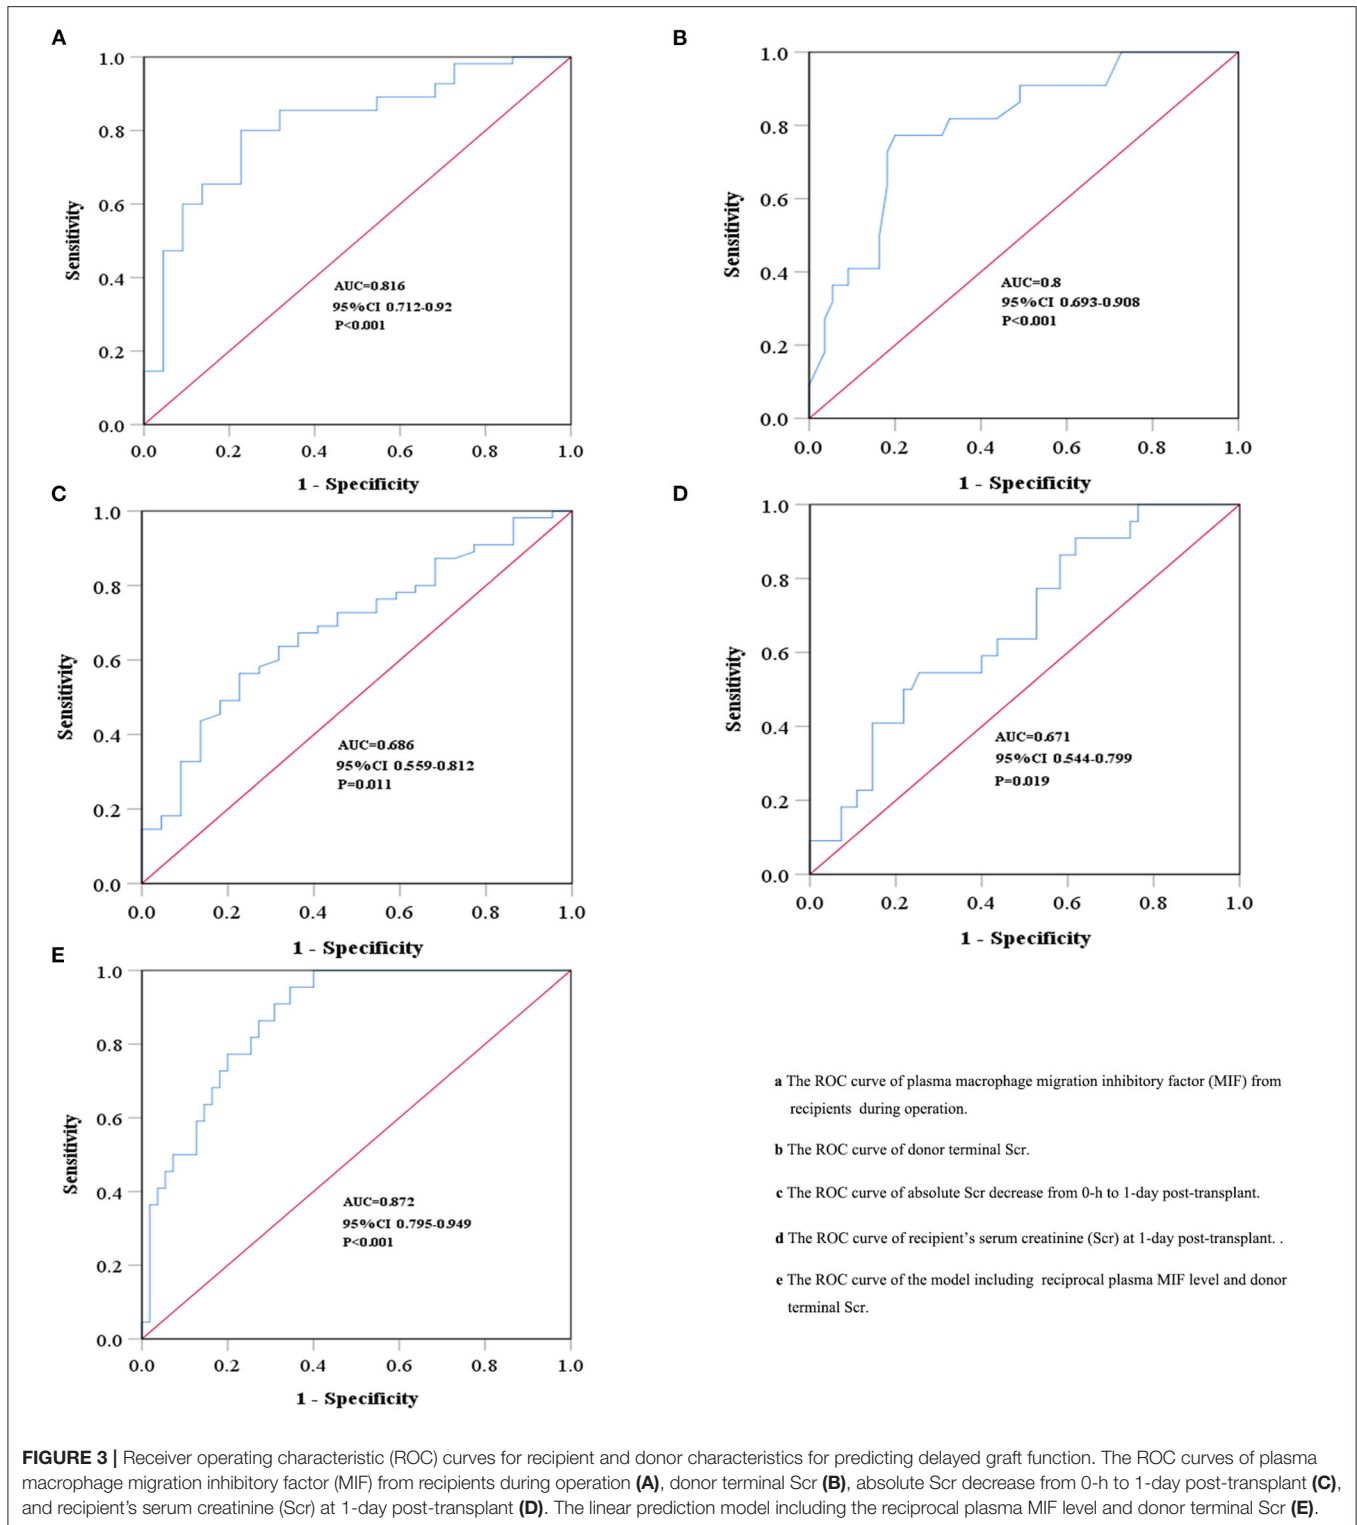 A
1.0
0.8
0.6
0.4
0.2
0.0
Sensitivity
AUC=0.816
95%CI 0.712-0.92
P<0.001
0.0 0.2 0.4 0.6 0.8 1.0
1 - Specificity
B
1.0
0.8
0.6
0.4
0.2
0.0
Sensitivity
AUC=0.8
95%CI 0.693-0.908
P<0.001
0.0 0.2 0.4 0.6 0.8 1.0
1 - Specificity
C
1.0
0.8
0.6
0.4
0.2
0.0
Sensitivity
AUC=0.686
95%CI 0.559-0.812
P=0.011
0.0 0.2 0.4 0.6 0.8 1.0
1 - Specificity
D
1.0
0.8
0.6
0.4
0.2
0.0
Sensitivity
AUC=0.671
95%CI 0.544-0.799
P=0.019
0.0 0.2 0.4 0.6 0.8 1.0
1 - Specificity
E
1.0
0.8
0.6
0.4
0.2
0.0
Sensitivity
AUC=0.872
95%CI 0.795-0.949
P<0.001
0.0 0.2 0.4 0.6 0.8 1.0
1 - Specificity
a The ROC curve of plasma macrophage migration inhibitory factor (MIF) from
recipients during operation.
b The ROC curve of donor terminal Scr.
c The ROC curve of absolute Scr decrease from 0-h to 1-day post-transplant.
d The ROC curve of recipient's serum creatinine (Scr) at 1-day post-transplant. .
e The ROC curve of the model including reciprocal plasma MIF level and donor
terminal Scr.
FIGURE 3 | Receiver operating characteristic (ROC) curves for recipient and donor characteristics for predicting delayed graft function. The ROC curves of plasma
macrophage migration inhibitory factor (MIF) from recipients during operation (A), donor terminal Scr (B), absolute Scr decrease from 0-h to 1-day post-transplant (C),
and recipient's serum creatinine (Scr) at 1-day post-transplant (D). The linear prediction model including the reciprocal plasma MIF level and donor terminal Scr (E).